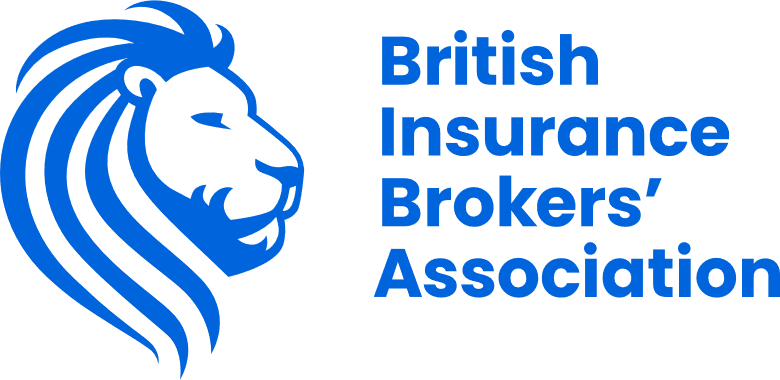 British
Insurance
Brokers’
Association